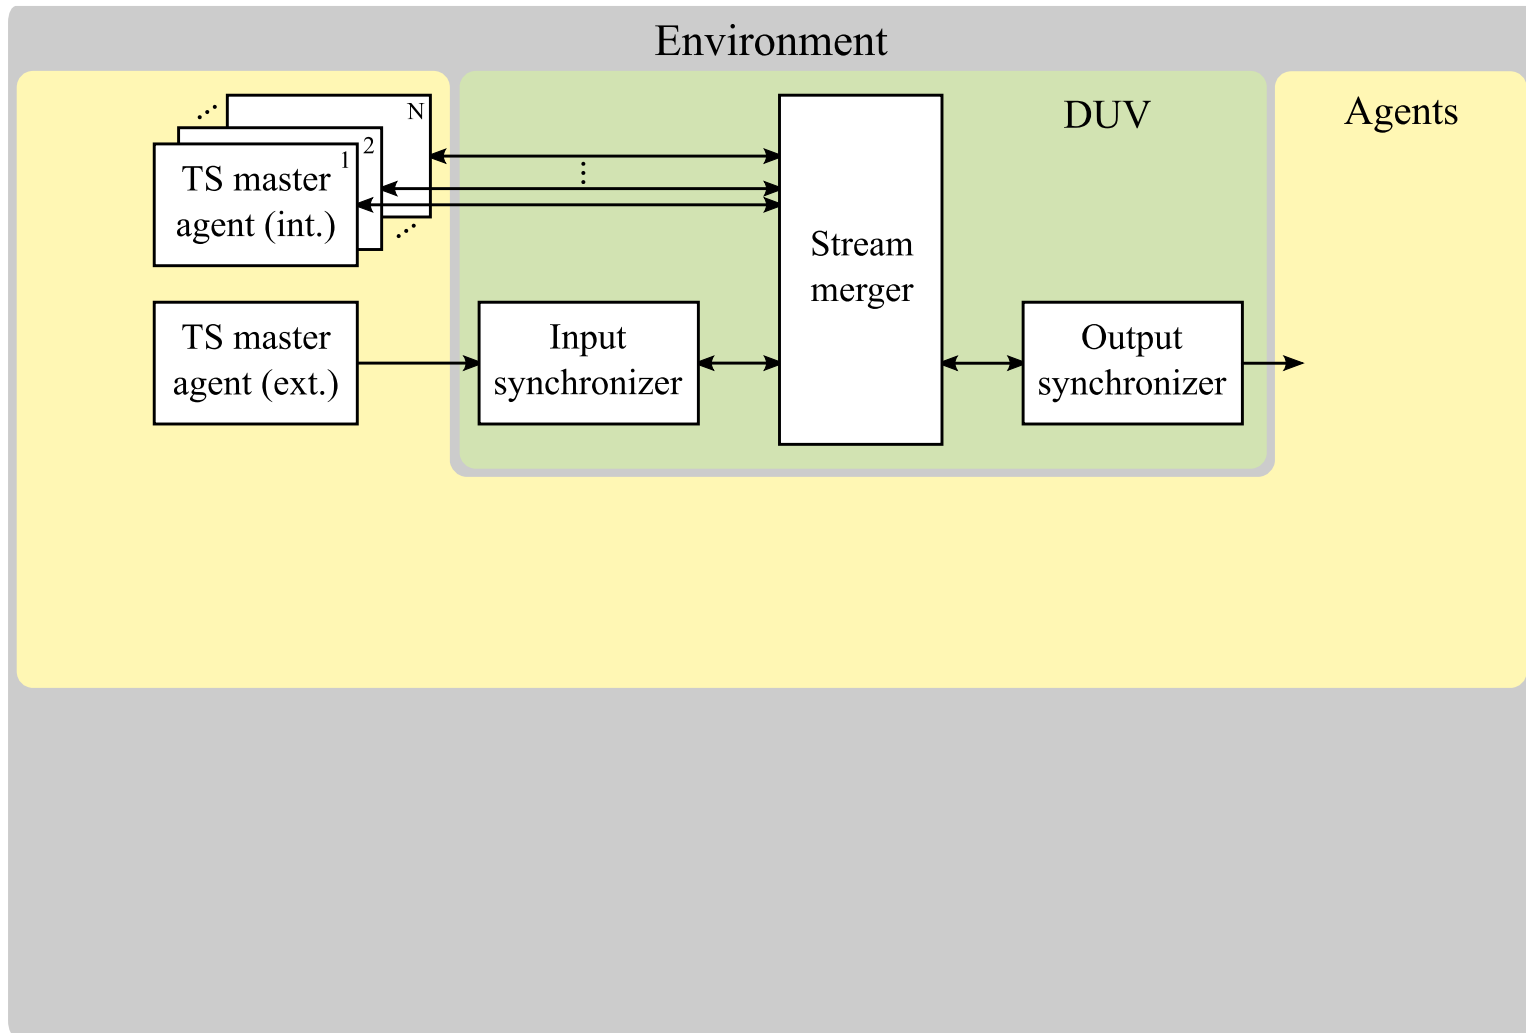 Environment
DUV
Agents
N
2
1
TS master
agent (int.)
Stream
merger
TS master
agent (ext.)
Input
synchronizer
Output
synchronizer